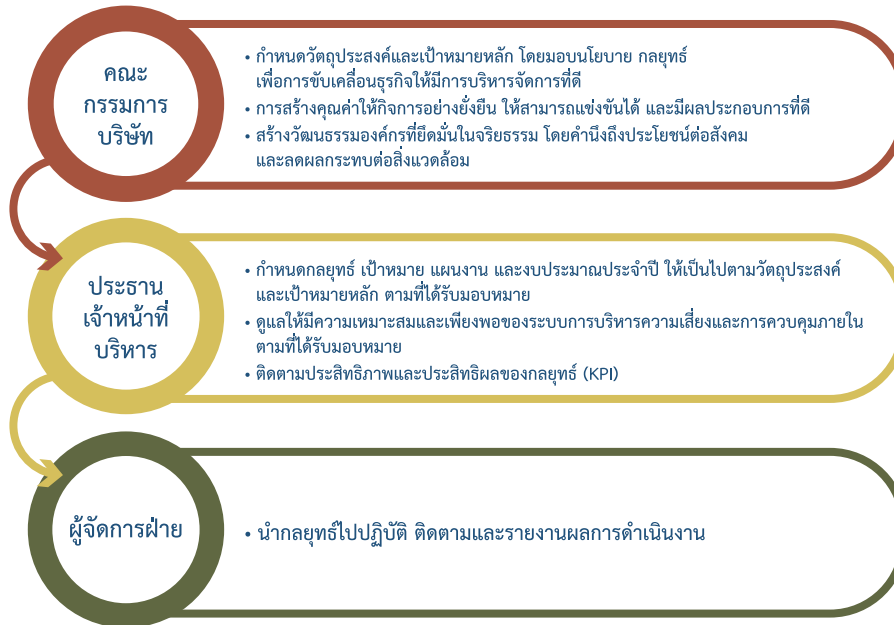 คณะ
กรรมการ
บริษัท
• กำหนดวัตถุประสงค์และเป้าหมายหลัก โดยมอบนโยบาย กลยุทธ์
เพื่อการขับเคลื่อนธุรกิจให้มีการบริหารจัดการที่ดี
• การสร้างคุณค่าให้กิจการอย่างยั่งยืน ให้สามารถแข่งขันได้ และมีผลประกอบการที่ดี
• สร้างวัฒนธรรมองค์กรที่ยึดมั่นในจริยธรรม โดยคำนึงถึงประโยชน์ต่อสังคม
และลดผลกระทบต่อสิ่งแวดล้อม
ประธาน
เจ้าหน้าที่
บริหาร
• กำหนดกลยุทธ์ เป้าหมาย แผนงาน และงบประมาณประจำปี ให้เป็นไปตามวัตถุประสงค์
และเป้าหมายหลัก ตามที่ได้รับมอบหมาย
• ดูแลให้มีความเหมาะสมและเพียงพอของระบบการบริหารความเสี่ยงและการควบคุมภายใน
ตามที่ได้รับมอบหมาย
• ติดตามประสิทธิภาพและประสิทธิผลของกลยุทธ์ (KPI)
ผู้จัดการฝ่าย
• นำกลยุทธ์ไปปฏิบัติ ติดตามและรายงานผลการดำเนินงาน